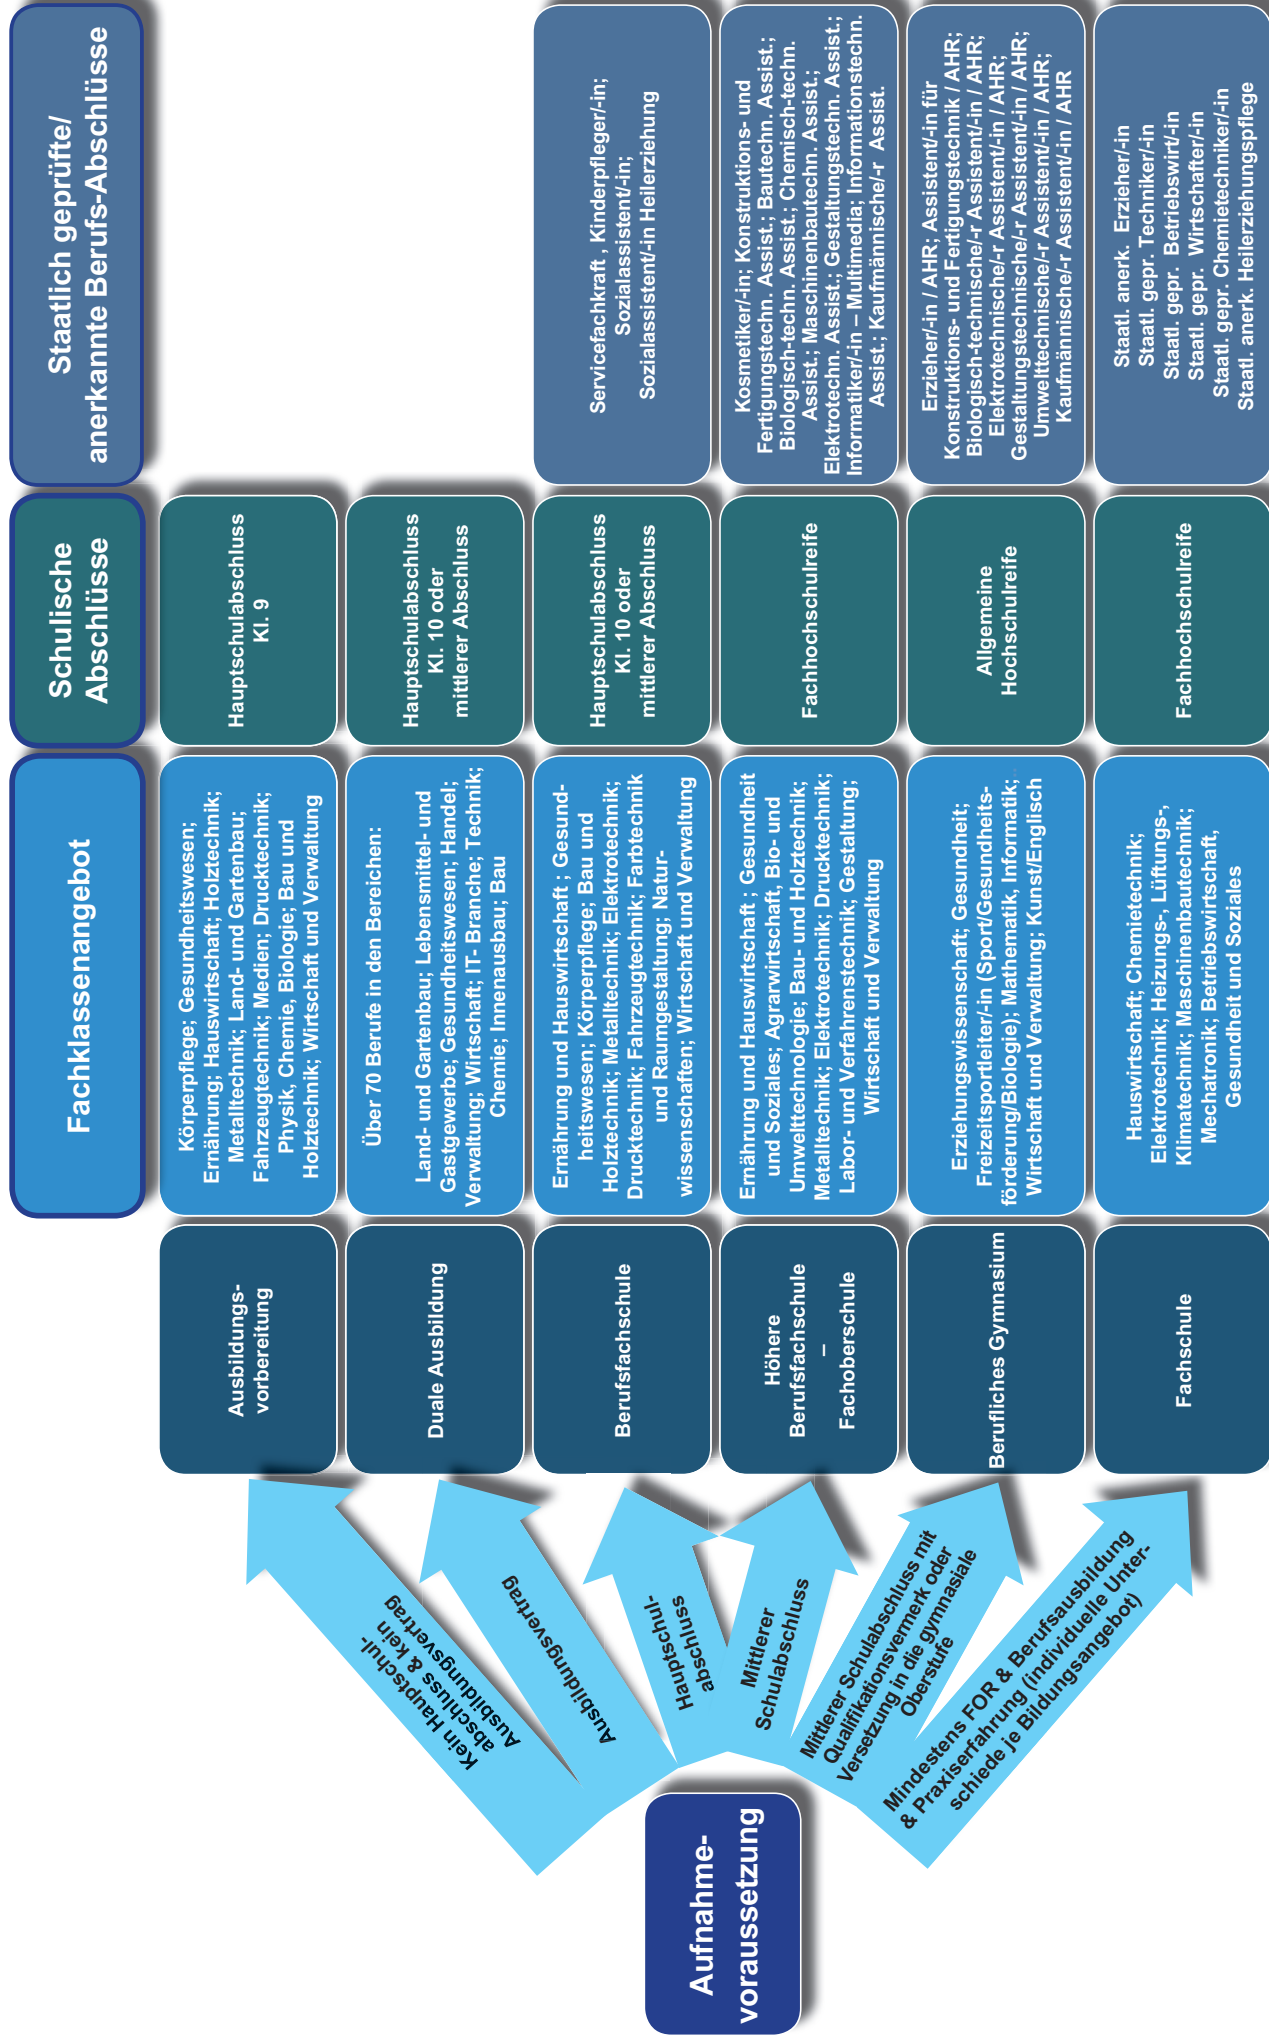 Fachklassenangebot
Schulische
Abschlüsse
Staatlich geprüfte/
anerkannte Berufs-Abschlüsse
Aufnahme-
voraussetzung
Kein Hauptschul-
abschluss & kein
Ausbildungsvertrag
Ausbildungs-
vorbereitung
Körperpflege; Gesundheitswesen;
Ernährung; Hauswirtschaft; Holztechnik;
Metalltechnik; Land- und Gartenbau;
Fahrzeugtechnik; Medien; Drucktechnik;
Physik, Chemie, Biologie; Bau und
Holztechnik; Wirtschaft und Verwaltung
Hauptschulabschluss
Kl. 9
Ausbildungsvertrag
Duale Ausbildung
Über 70 Berufe in den Bereichen:
Land- und Gartenbau; Lebensmittel- und
Gastgewerbe; Gesundheitswesen; Handel;
Verwaltung; Wirtschaft; IT- Branche; Technik;
Chemie; Innenausbau; Bau
Hauptschulabschluss
Kl. 10 oder
mittlerer Abschluss
Hauptschul-
abschluss
Berufsfachschule
Ernährung und Hauswirtschaft ; Gesund-
heitswesen; Körperpflege; Bau und
Holztechnik; Metalltechnik; Elektrotechnik;
Drucktechnik; Fahrzeugtechnik; Farbtechnik
und Raumgestaltung; Natur-
wissenschaften; Wirtschaft und Verwaltung
Hauptschulabschluss
Kl. 10 oder
mittlerer Abschluss
Servicefachkraft , Kinderpfleger/-in;
Sozialassistent/-in;
Sozialassistent/-in Heilerziehung
Mittlerer
Schulabschluss
Höhere
Berufsfachschule
–
Fachoberschule
Ernährung und Hauswirtschaft ; Gesundheit
und Soziales; Agrarwirtschaft, Bio- und
Umwelttechnologie; Bau- und Holztechnik;
Metalltechnik; Elektrotechnik; Drucktechnik;
Labor- und Verfahrenstechnik; Gestaltung;
Wirtschaft und Verwaltung
Fachhochschulreife
Kosmetiker/-in; Konstruktions- und
Fertigungstechn. Assist.; Bautechn. Assist.;
Biologisch-techn. Assist.; Chemisch-techn.
Assist.; Maschinenbautechn. Assist.;
Elektrotechn. Assist.; Gestaltungstechn. Assist.;
Informatiker/-in – Multimedia; Informationstechn.
Assist.; Kaufmännische/-r Assist.
Mittlerer Schulabschluss mit
Qualifikationsvermerk oder
Versetzung in die gymnasiale
Oberstufe
Berufliches Gymnasium
Erziehungswissenschaft; Gesundheit;
Freizeitsportleiter/-in (Sport/Gesundheits-
förderung/Biologie); Mathematik, Informatik;
Wirtschaft und Verwaltung; Kunst/Englisch
Allgemeine
Hochschulreife
Erzieher/-in / AHR; Assistent/-in für
Konstruktions- und Fertigungstechnik / AHR;
Biologisch-technische/-r Assistent/-in / AHR;
Elektrotechnische/-r Assistent/-in / AHR;
Gestaltungstechnische/-r Assistent/-in / AHR;
Umwelttechnische/-r Assistent/-in / AHR;
Kaufmännische/-r Assistent/-in / AHR
Mindestens FOR & Berufsausbildung
& Praxiserfahrung (individuelle Unter-
schiede je Bildungsangebot)
Fachschule
Hauswirtschaft; Chemietechnik;
Elektrotechnik; Heizungs-, Lüftungs-,
Klimatechnik; Maschinenbautechnik;
Mechatronik; Betriebswirtschaft,
Gesundheit und Soziales
Fachhochschulreife
Staatl. anerk. Erzieher/-in
Staatl. gepr. Techniker/-in
Staatl. gepr. Betriebswirt/-in
Staatl. gepr. Wirtschafter/-in
Staatl. gepr. Chemietechniker/-in
Staatl. anerk. Heilerziehungspflege